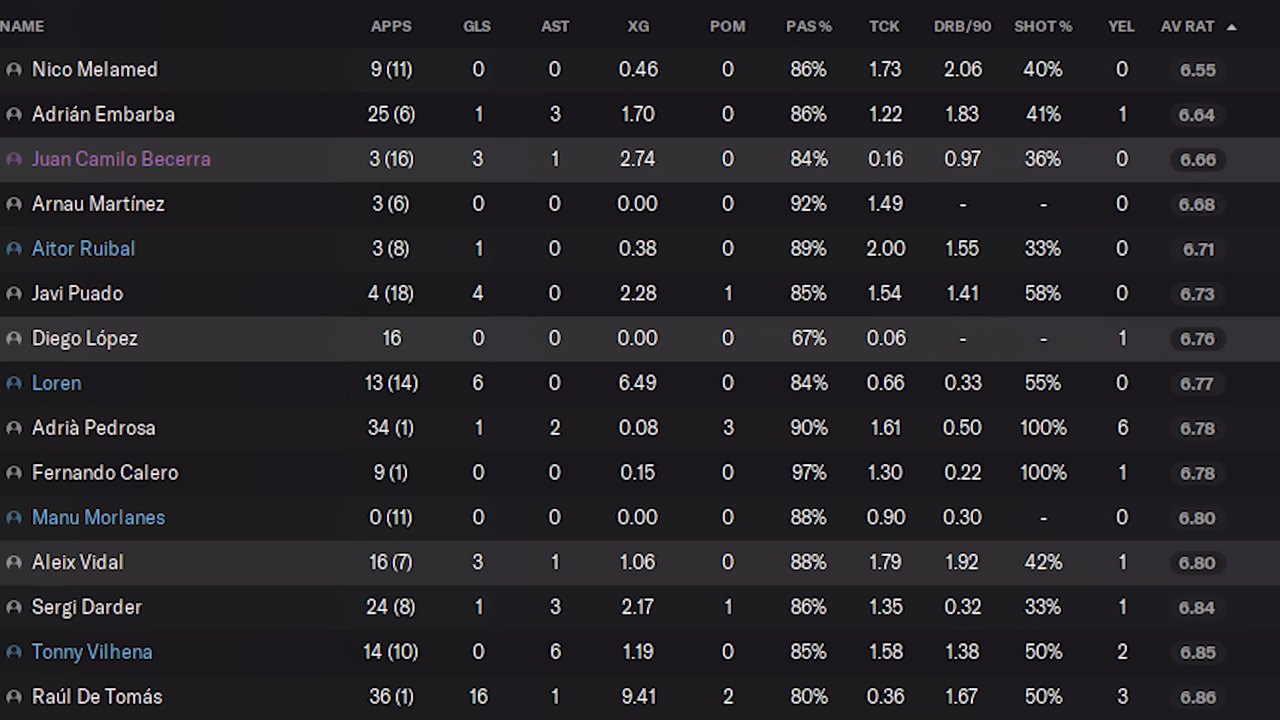 NAME APPS GLS AST XG POM PAS% TCK DRB/90 SHOT% YEL AV RAT
Nico Melamed 9 (11) 0 0 0.46 0 86% 1.73 2.06 40% 0 6.55
Adrián Embarba 25 (6) 1 3 1.70 0 86% 1.22 1.83 41% 1 6.64
Juan Camilo Becerra 3 (16) 3 1 2.74 0 84% 0.16 0.97 36% 0 6.66
Arnau Martínez 3 (6) 0 0 0.00 0 92% 1.49 - - 0 6.68
Aitor Ruibal 3 (8) 1 0 0.38 0 89% 2.00 1.55 33% 0 6.71
Javi Puado 4 (18) 4 0 2.28 1 85% 1.54 1.41 58% 0 6.73
Diego López 16 0 0 0.00 0 67% 0.06 - - 1 6.76
Loren 13 (14) 6 0 6.49 0 84% 0.66 0.33 55% 0 6.77
Adrià Pedrosa 34 (1) 1 2 0.08 3 90% 1.61 0.50 100% 6 6.78
Fernando Calero 9 (1) 0 0 0.15 0 97% 1.30 0.22 100% 1 6.78
Manu Morlanes 0 (11) 0 0 0.00 0 88% 0.90 0.30 - 0 6.80
Aleix Vidal 16 (7) 3 1 1.06 0 88% 1.79 1.92 42% 1 6.80
Sergi Darder 24 (8) 1 3 2.17 1 86% 1.35 0.32 33% 1 6.84
Tonny Vilhena 14 (10) 0 6 1.19 0 85% 1.58 1.38 50% 2 6.85
Raúl De Tomás 36 (1) 16 1 9.41 2 80% 0.36 1.67 50% 3 6.86